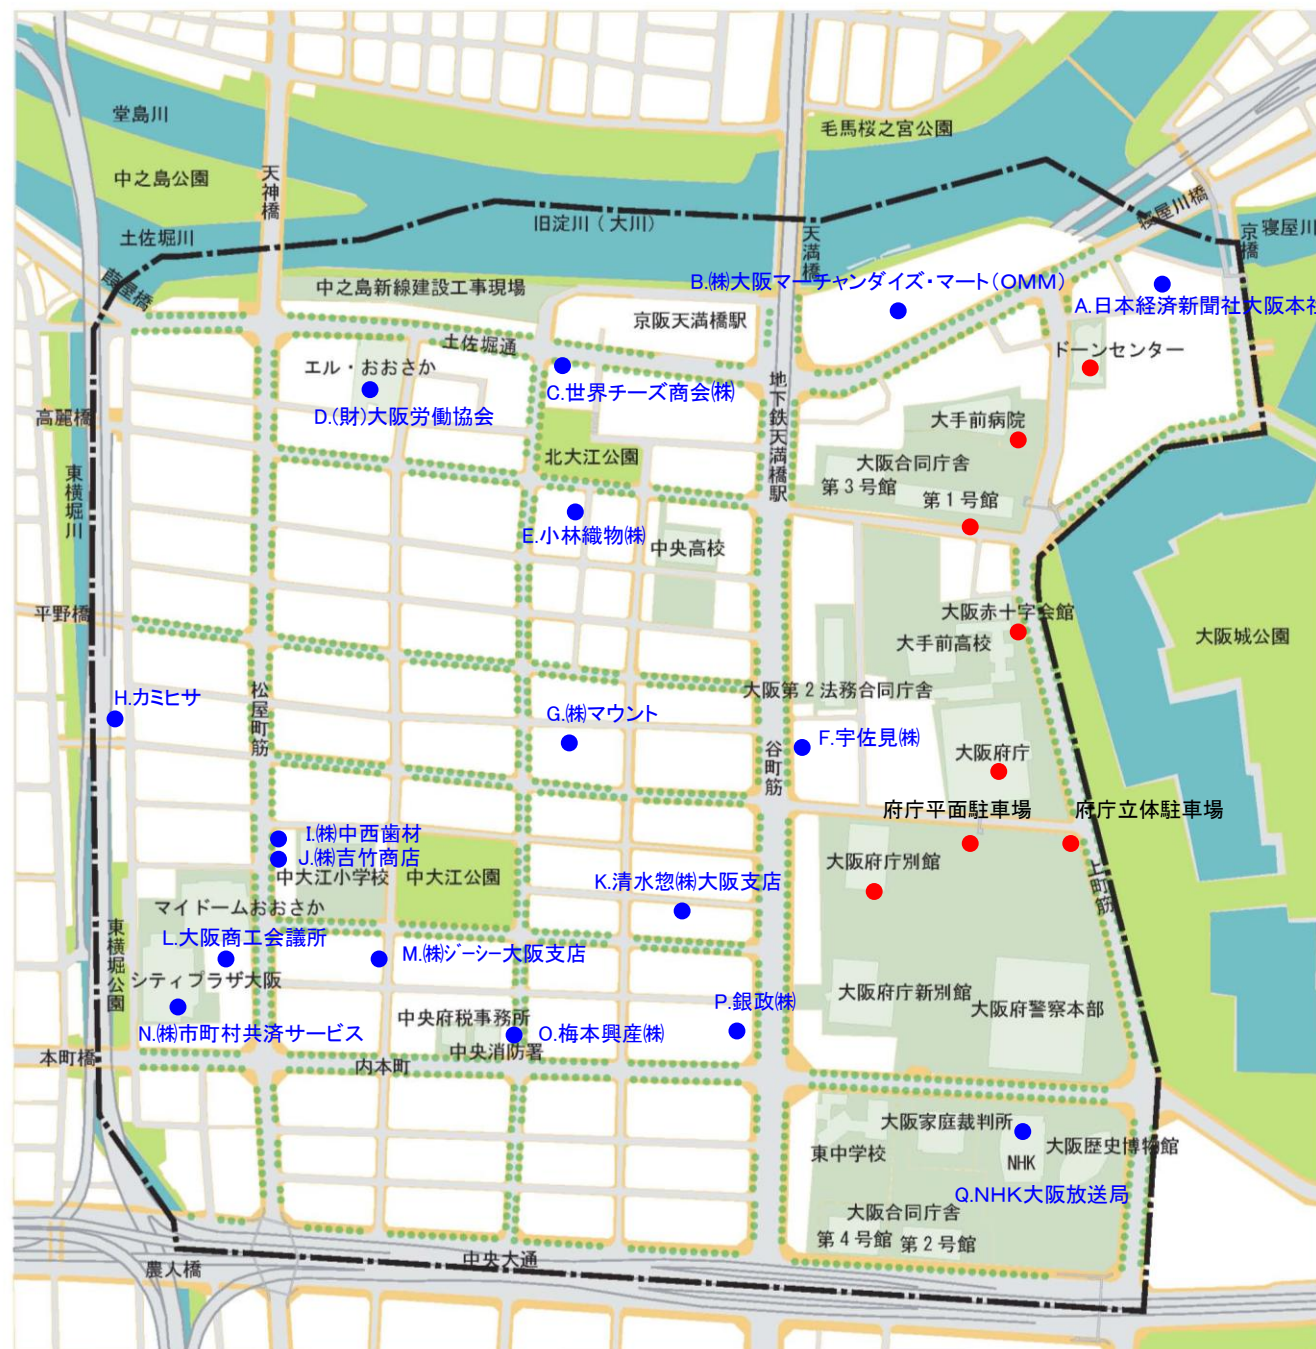 堂島川
毛馬桜之宮公園
中之島公園
天神橋
旧淀川（大川）
土佐堀川
天満橋
寝屋川橋
京橋
寝屋川
中之島新線建設工事現場
B.㈱大阪マーチャンダイズ・マート（OMM）
A.日本経済新聞社大阪本社
京阪天満橋駅
土佐堀通
ドーンセンター
エル・おおさか
C.世界チーズ商会㈱
D.(財)大阪労働協会
地下鉄天満橋駅
高麗橋
大手前病院
北大江公園
大阪合同庁舎
第３号館
第１号館
東横堀川
E.小林織物㈱
中央高校
平野橋
大阪赤十字会館
大手前高校
大阪城公園
大阪第２法務合同庁舎
H.カミヒサ
松屋町筋
G.㈱マウント
谷町筋
F.宇佐見㈱
大阪府庁
府庁平面駐車場
府庁立体駐車場
I.㈱中西歯材
J.㈱吉竹商店
中大江小学校
中大江公園
大阪府庁別館
K.清水惣㈱大阪支店
上町筋
マイドームおおさか
L.大阪商工会議所
M.㈱ジーシー大阪支店
東横堀公園
シティプラザ大阪
大阪府庁新別館
大阪府警察本部
N.㈱市町村共済サービス
中央府税事務所
O.梅本興産㈱
P.銀政㈱
中央消防署
本町橋
内本町
大阪家庭裁判所
大阪歴史博物館
東中学校
NHK
Q.NHK大阪放送局
大阪合同庁舎
第４号館
第２号館
中央大通
農人橋